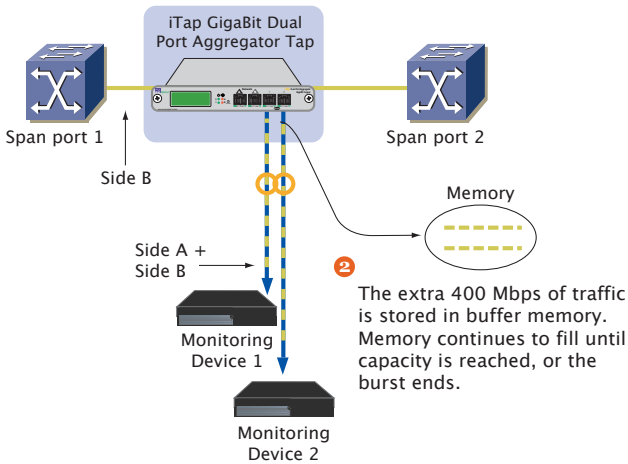 iTap GigaBit Dual
Port Aggregator Tap
Span port 1
Span port 2
Side B
Memory
Side A +
Side B
2
The extra 400 Mbps of traffic
is stored in buffer memory.
Memory continues to fill until
capacity is reached, or the
burst ends.
Monitoring
Device 1
Monitoring
Device 2